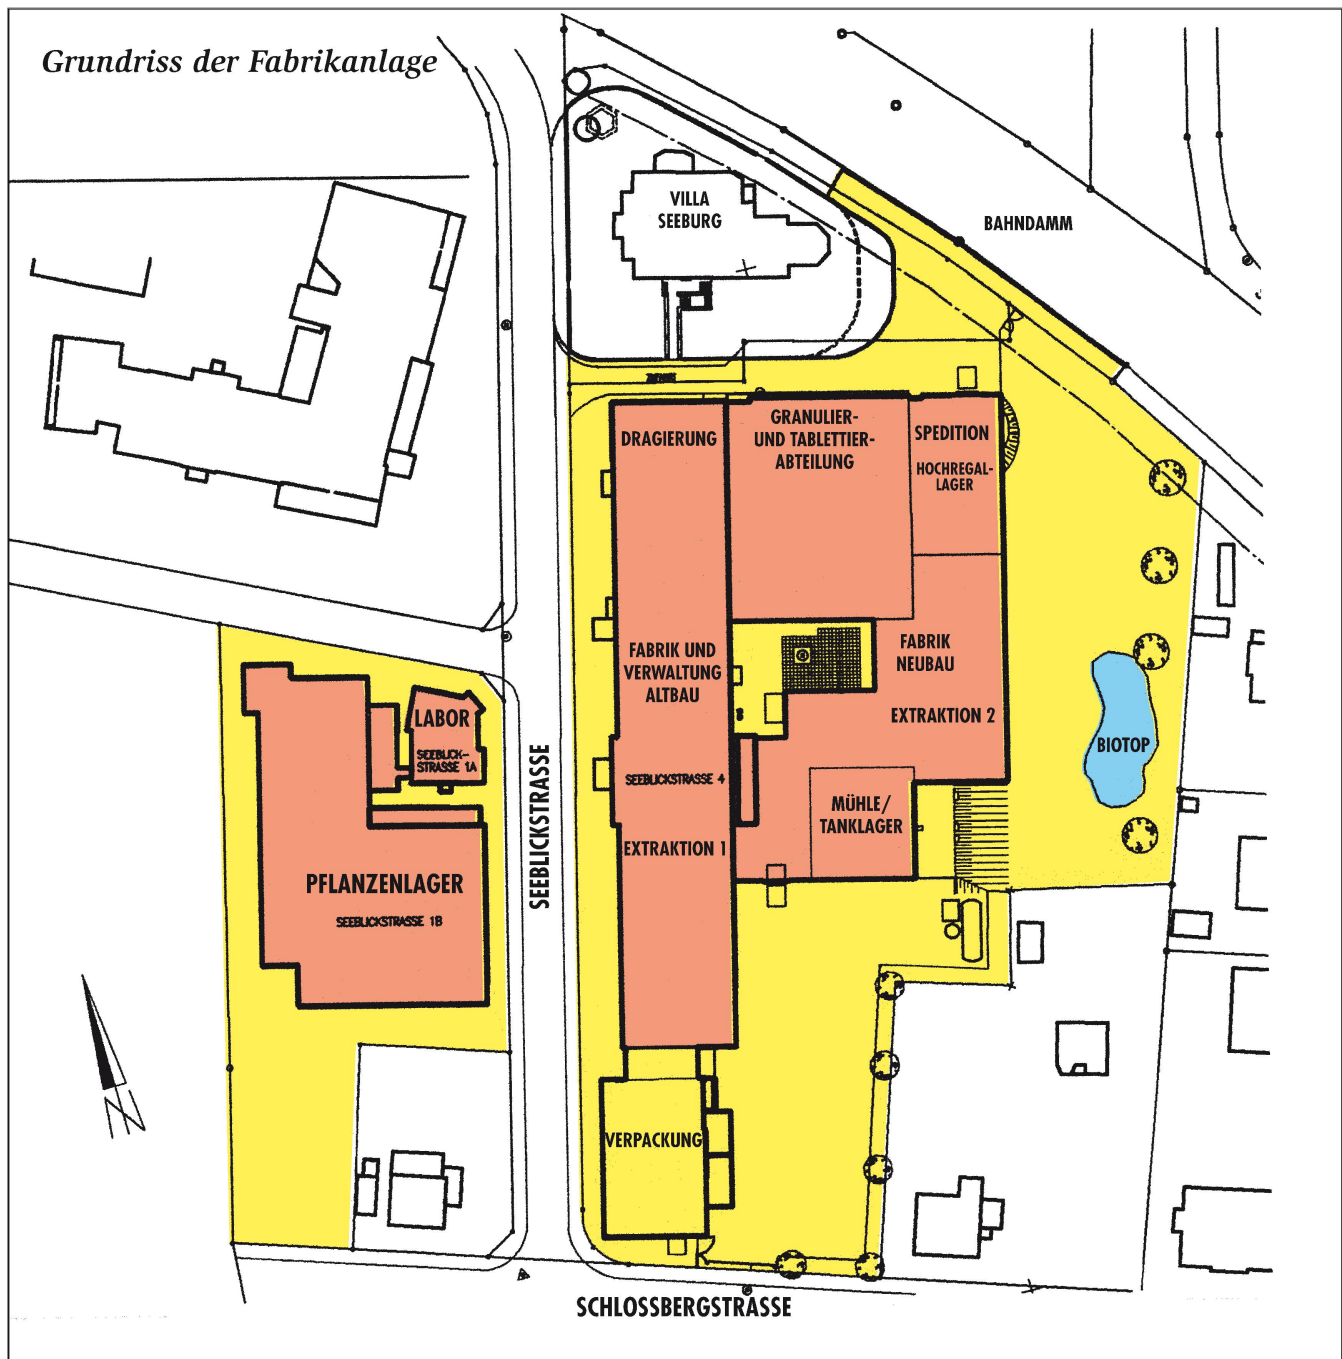 Grundriss der Fabrikanlage
VILLA
SEEBURG
BAHNDAMM
DRAGIERUNG
GRANULIER-
UND TABLETTIER-
ABTEILUNG
SPEDITION
HOCHREGAL-
LAGER
FABRIK UND
VERWALTUNG
ALTBAU
FABRIK
NEUBAU
EXTRAKTION 2
LABOR
SEEBLICK-
STRASSE 1A
SEEBLICKSTRASSE
SEEBLICKSTRASSE 4
BIOTOP
MÜHLE/
TANKLAGER
EXTRAKTION 1
PFLANZENLAGER
SEEBLICKSTRASSE 1B
N
VERPACKUNG
SCHLOSSBERGSTRASSE